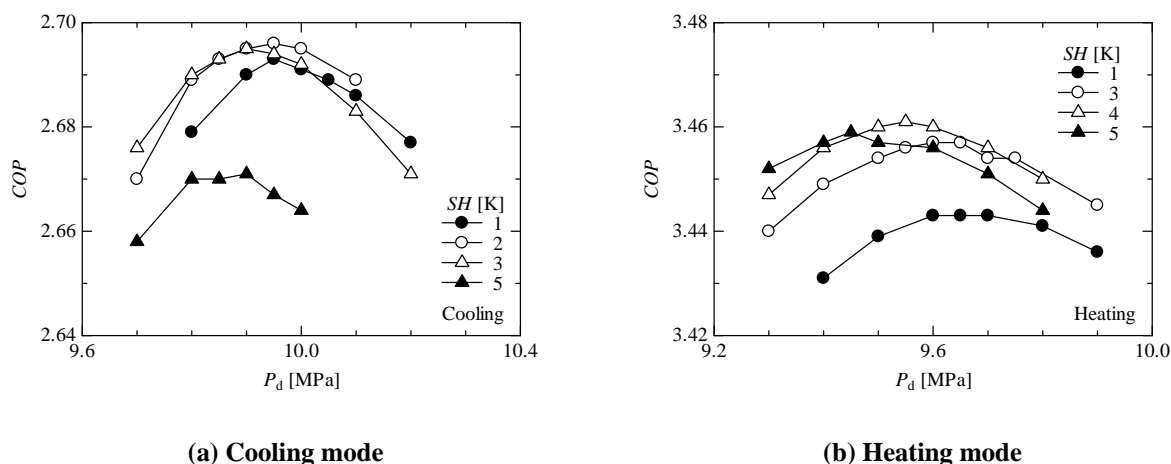 2.70
2.68
2.66
2.64
COP
9.6
10.0
10.4
P_d [MPa]
SH [K]
1
2
3
5
Cooling
(a) Cooling mode
3.48
3.46
3.44
3.42
COP
9.2
9.6
10.0
P_d [MPa]
SH [K]
1
3
4
5
Heating
(b) Heating mode